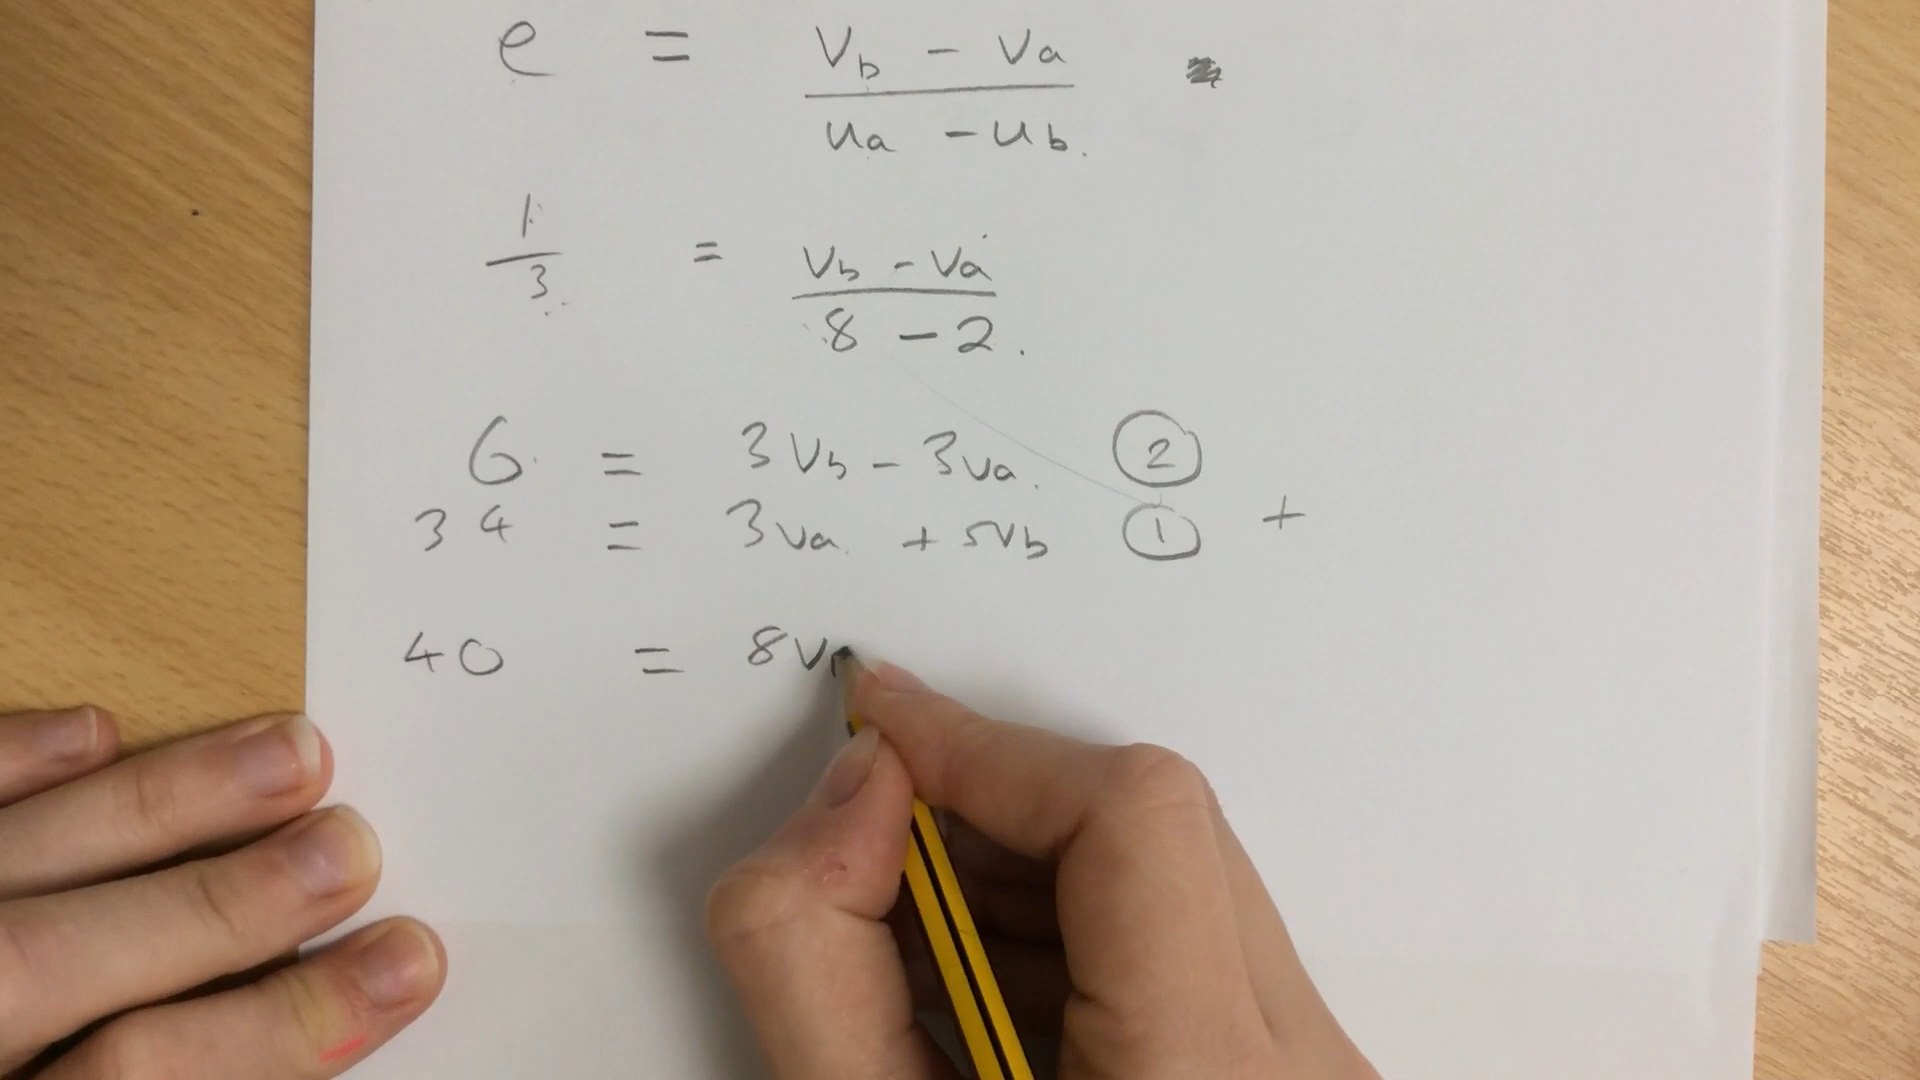 e = Vb - Va
ua - ub.
1
3
= Vb - Va
8 - 2.
6 = 3Vb - 3Va. 2
34 = 3Va + 5Vb 1 +
40 = 8V